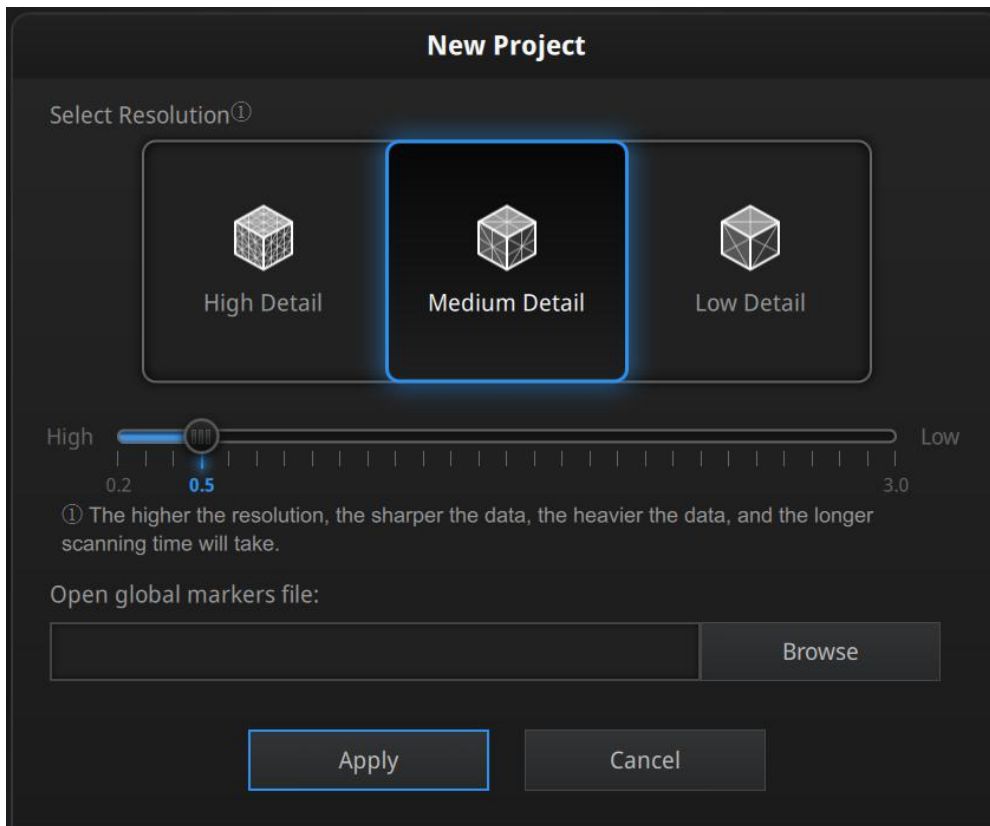 New Project
Select Resolution①
High Detail
Medium Detail
Low Detail
High
Low
0.2
0.5
3.0
① The higher the resolution, the sharper the data, the heavier the data, and the longer
scanning time will take.
Open global markers file:
Browse
Apply
Cancel